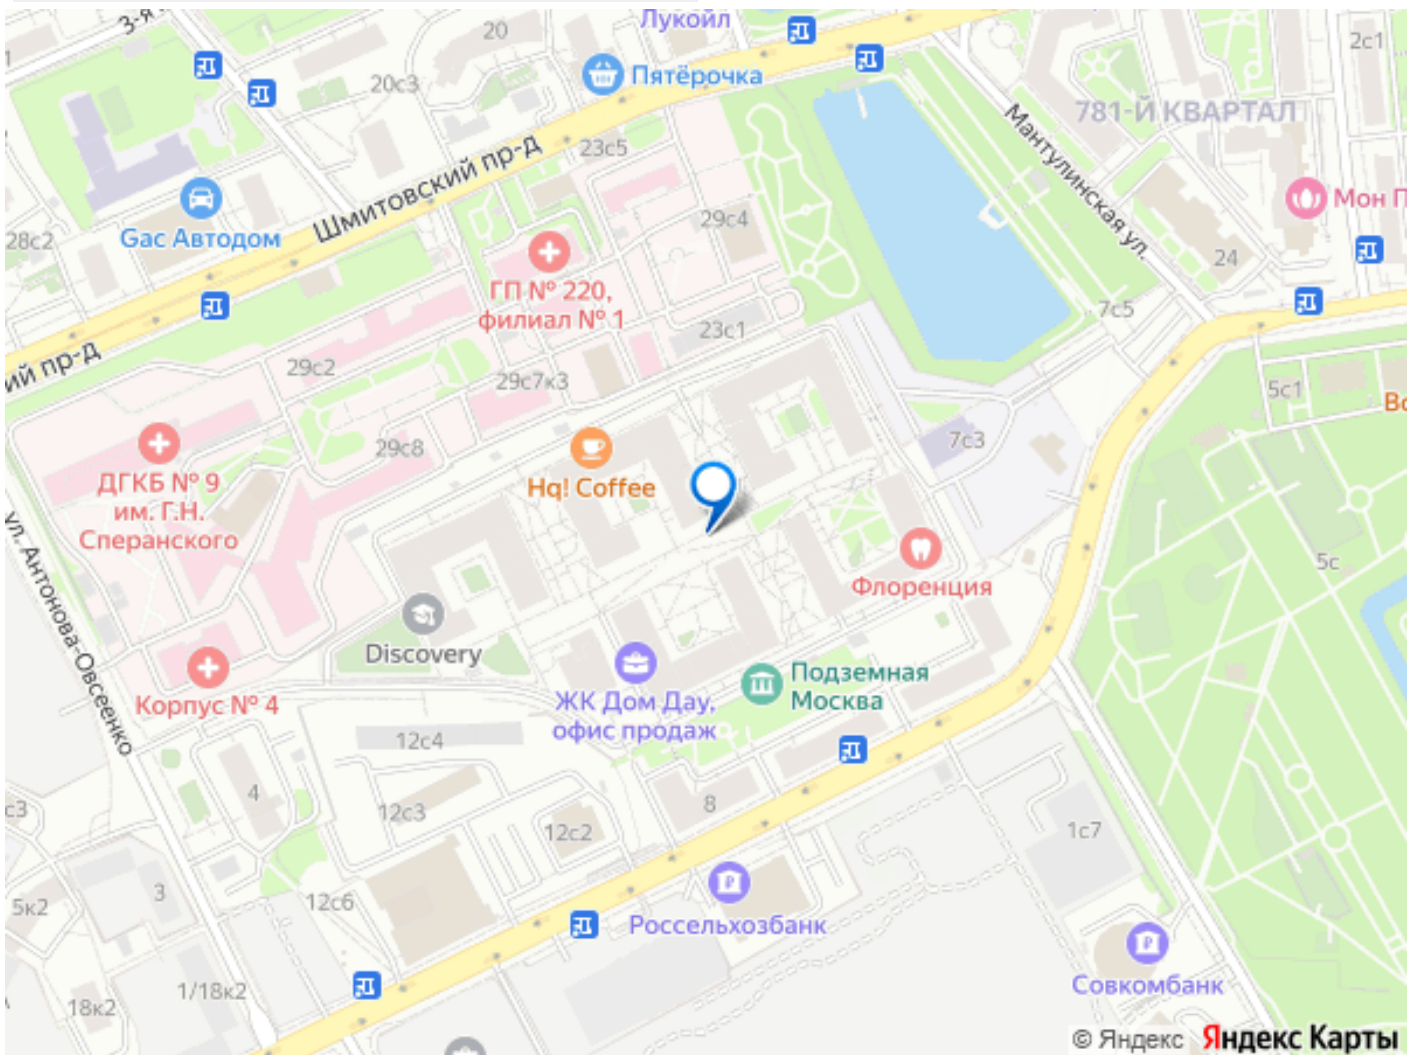 3-я
Лукойл
20
2с1
20с3
Пятёрочка
781-Й КВАРТАЛ
Мантулинская ул.
Шмитовский пр-д
23с5
Мон П
28с2
Gac Автодом
29с4
24
ГП № 220,
филиал № 1
7с5
23с1
ий пр-д
29с2
29с7к3
5с1
Во
29с8
7с3
ДГКБ № 9
им. Г.Н.
Сперанского
Hq! Coffee
ул. Антонова-Овсеенко
5с
Флоренция
Discovery
Корпус № 4
ЖК Дом Дау,
офис продаж
Подземная
Москва
12с4
4
12с3
8
12с2
1с7
с3
3
5к2
12с6
Россельхозбанк
18к2
1/18к2
Совкомбанк
© Яндекс Яндекс Карты